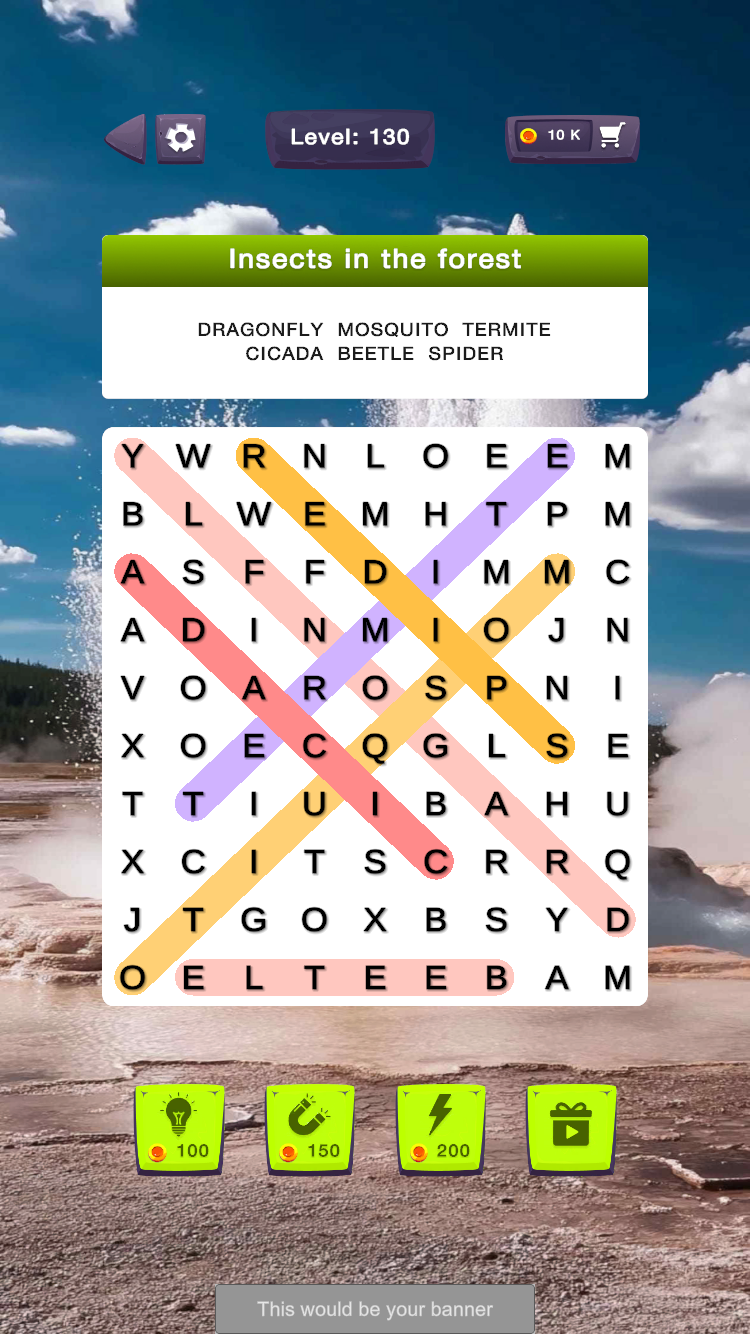 Level: 130
10 K
Insects in the forest
DRAGONFLY MOSQUITO TERMITE
CICADA BEETLE SPIDER
Y W R N L O E E M
B L W E M H T P M
A S F F D I M M C
A D I N M I O J N
V O A R O S P N I
X O E C Q G L S E
T T I U I B A H U
X C I T S C R R Q
J T G O X B S Y D
O E L T E E B A M
100 150 200
This would be your banner